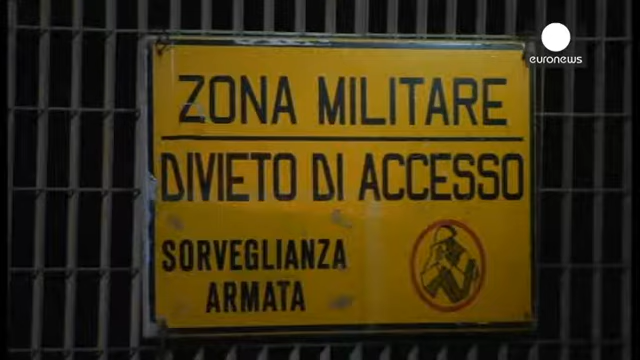 euronews
ZONA MILITARE
DIVIETO DI ACCESSO
SORVEGLIANZA
ARMATA